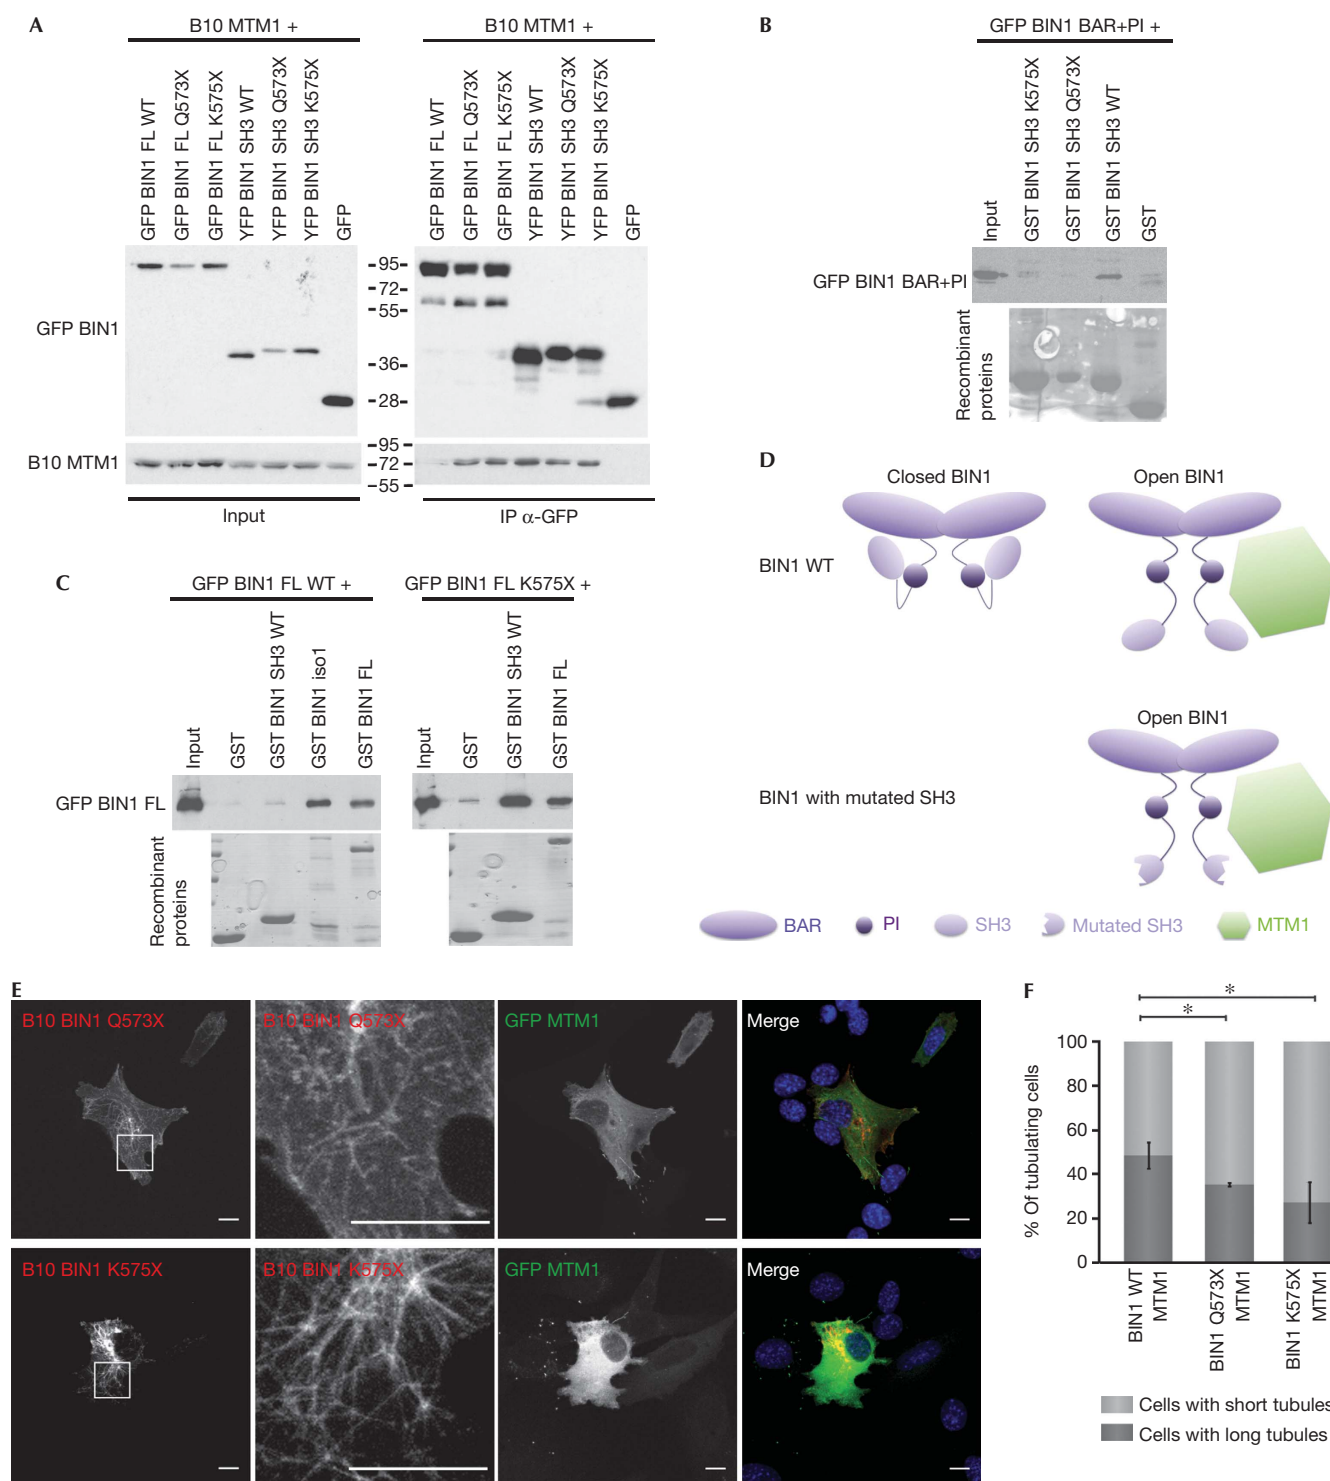 A
B10 MTM1 +
B10 MTM1 +
GFP BIN1 FL WT
GFP BIN1 FL Q573X
GFP BIN1 FL K575X
YFP BIN1 SH3 WT
YFP BIN1 SH3 Q573X
YFP BIN1 SH3 K575X
GFP
GFP BIN1 FL WT
GFP BIN1 FL Q573X
GFP BIN1 FL K575X
YFP BIN1 SH3 WT
YFP BIN1 SH3 Q573X
YFP BIN1 SH3 K575X
GFP
GFP BIN1
-95-
-72-
-55-
-36-
-28-
B10 MTM1
-95-
-72-
-55-
Input
IP α-GFP
B
GFP BIN1 BAR+PI +
Input
GST BIN1 SH3 K575X
GST BIN1 SH3 Q573X
GST BIN1 SH3 WT
GST
GFP BIN1 BAR+PI
Recombinant
proteins
C
GFP BIN1 FL WT +
GFP BIN1 FL K575X +
Input
GST
GST BIN1 SH3 WT
GST BIN1 iso1
GST BIN1 FL
Input
GST
GST BIN1 SH3 WT
GST BIN1 FL
GFP BIN1 FL
Recombinant
proteins
D
Closed BIN1
Open BIN1
BIN1 WT
Open BIN1
BIN1 with mutated SH3
BAR
PI
SH3
Mutated SH3
MTM1
E
B10 BIN1 Q573X
B10 BIN1 Q573X
GFP MTM1
Merge
B10 BIN1 K575X
B10 BIN1 K575X
GFP MTM1
Merge
F
*
*
% Of tubulating cells
100
80
60
40
20
0
BIN1 WT
MTM1
BIN1 Q573X
MTM1
BIN1 K575X
MTM1
Cells with short tubules
Cells with long tubules